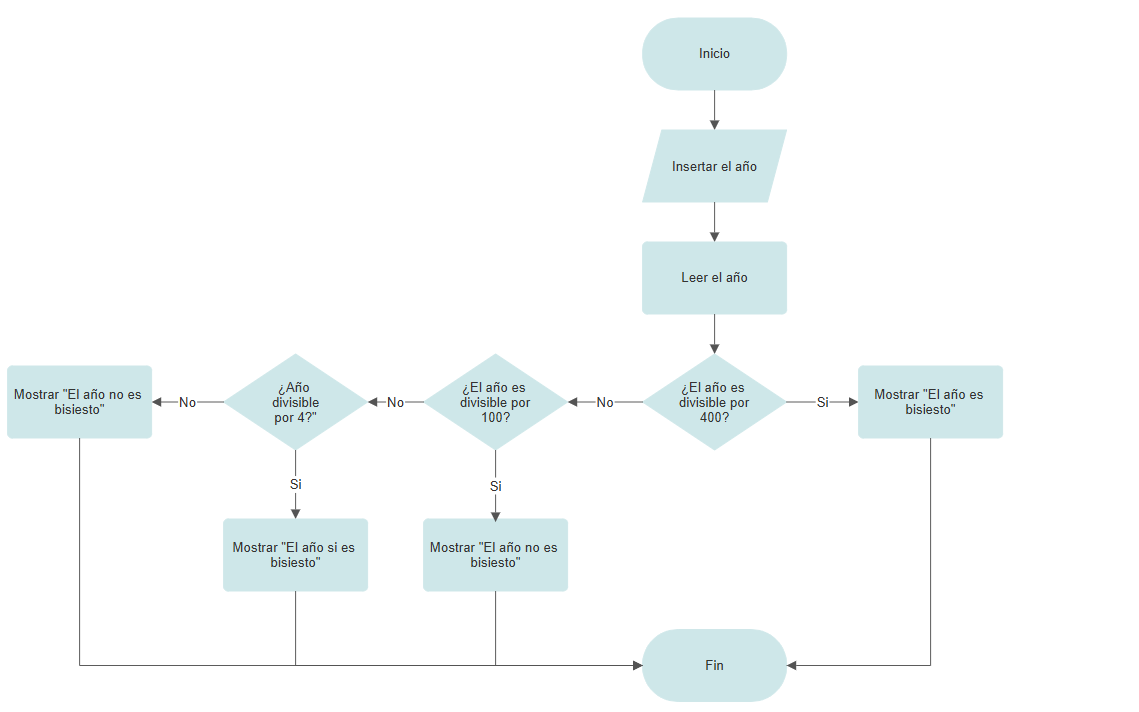 Inicio
Insertar el año
Leer el año
¿El año es
divisible por
400?
Si
Mostrar "El año es
bisiesto"
No
¿El año es
divisible por
100?
Si
Mostrar "El año no es
bisiesto"
No
¿Año
divisible
por 4?"
Si
Mostrar "El año si es
bisiesto"
No
Mostrar "El año no es
bisiesto"
Fin